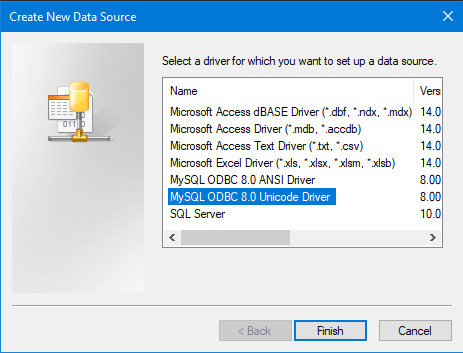 Create New Data Source
Select a driver for which you want to set up a data source.
Name Vers
Microsoft Access dBASE Driver (*.dbf, *.ndx, *.mdx) 14.0
Microsoft Access Driver (*.mdb, *.accdb) 14.0
Microsoft Access Text Driver (*.txt, *.csv) 14.0
Microsoft Excel Driver (*.xls, *.xlsx, *.xlsm, *.xlsb) 14.0
MySQL ODBC 8.0 ANSI Driver 8.00
MySQL ODBC 8.0 Unicode Driver 8.00
SQL Server 10.0
< Back Finish Cancel